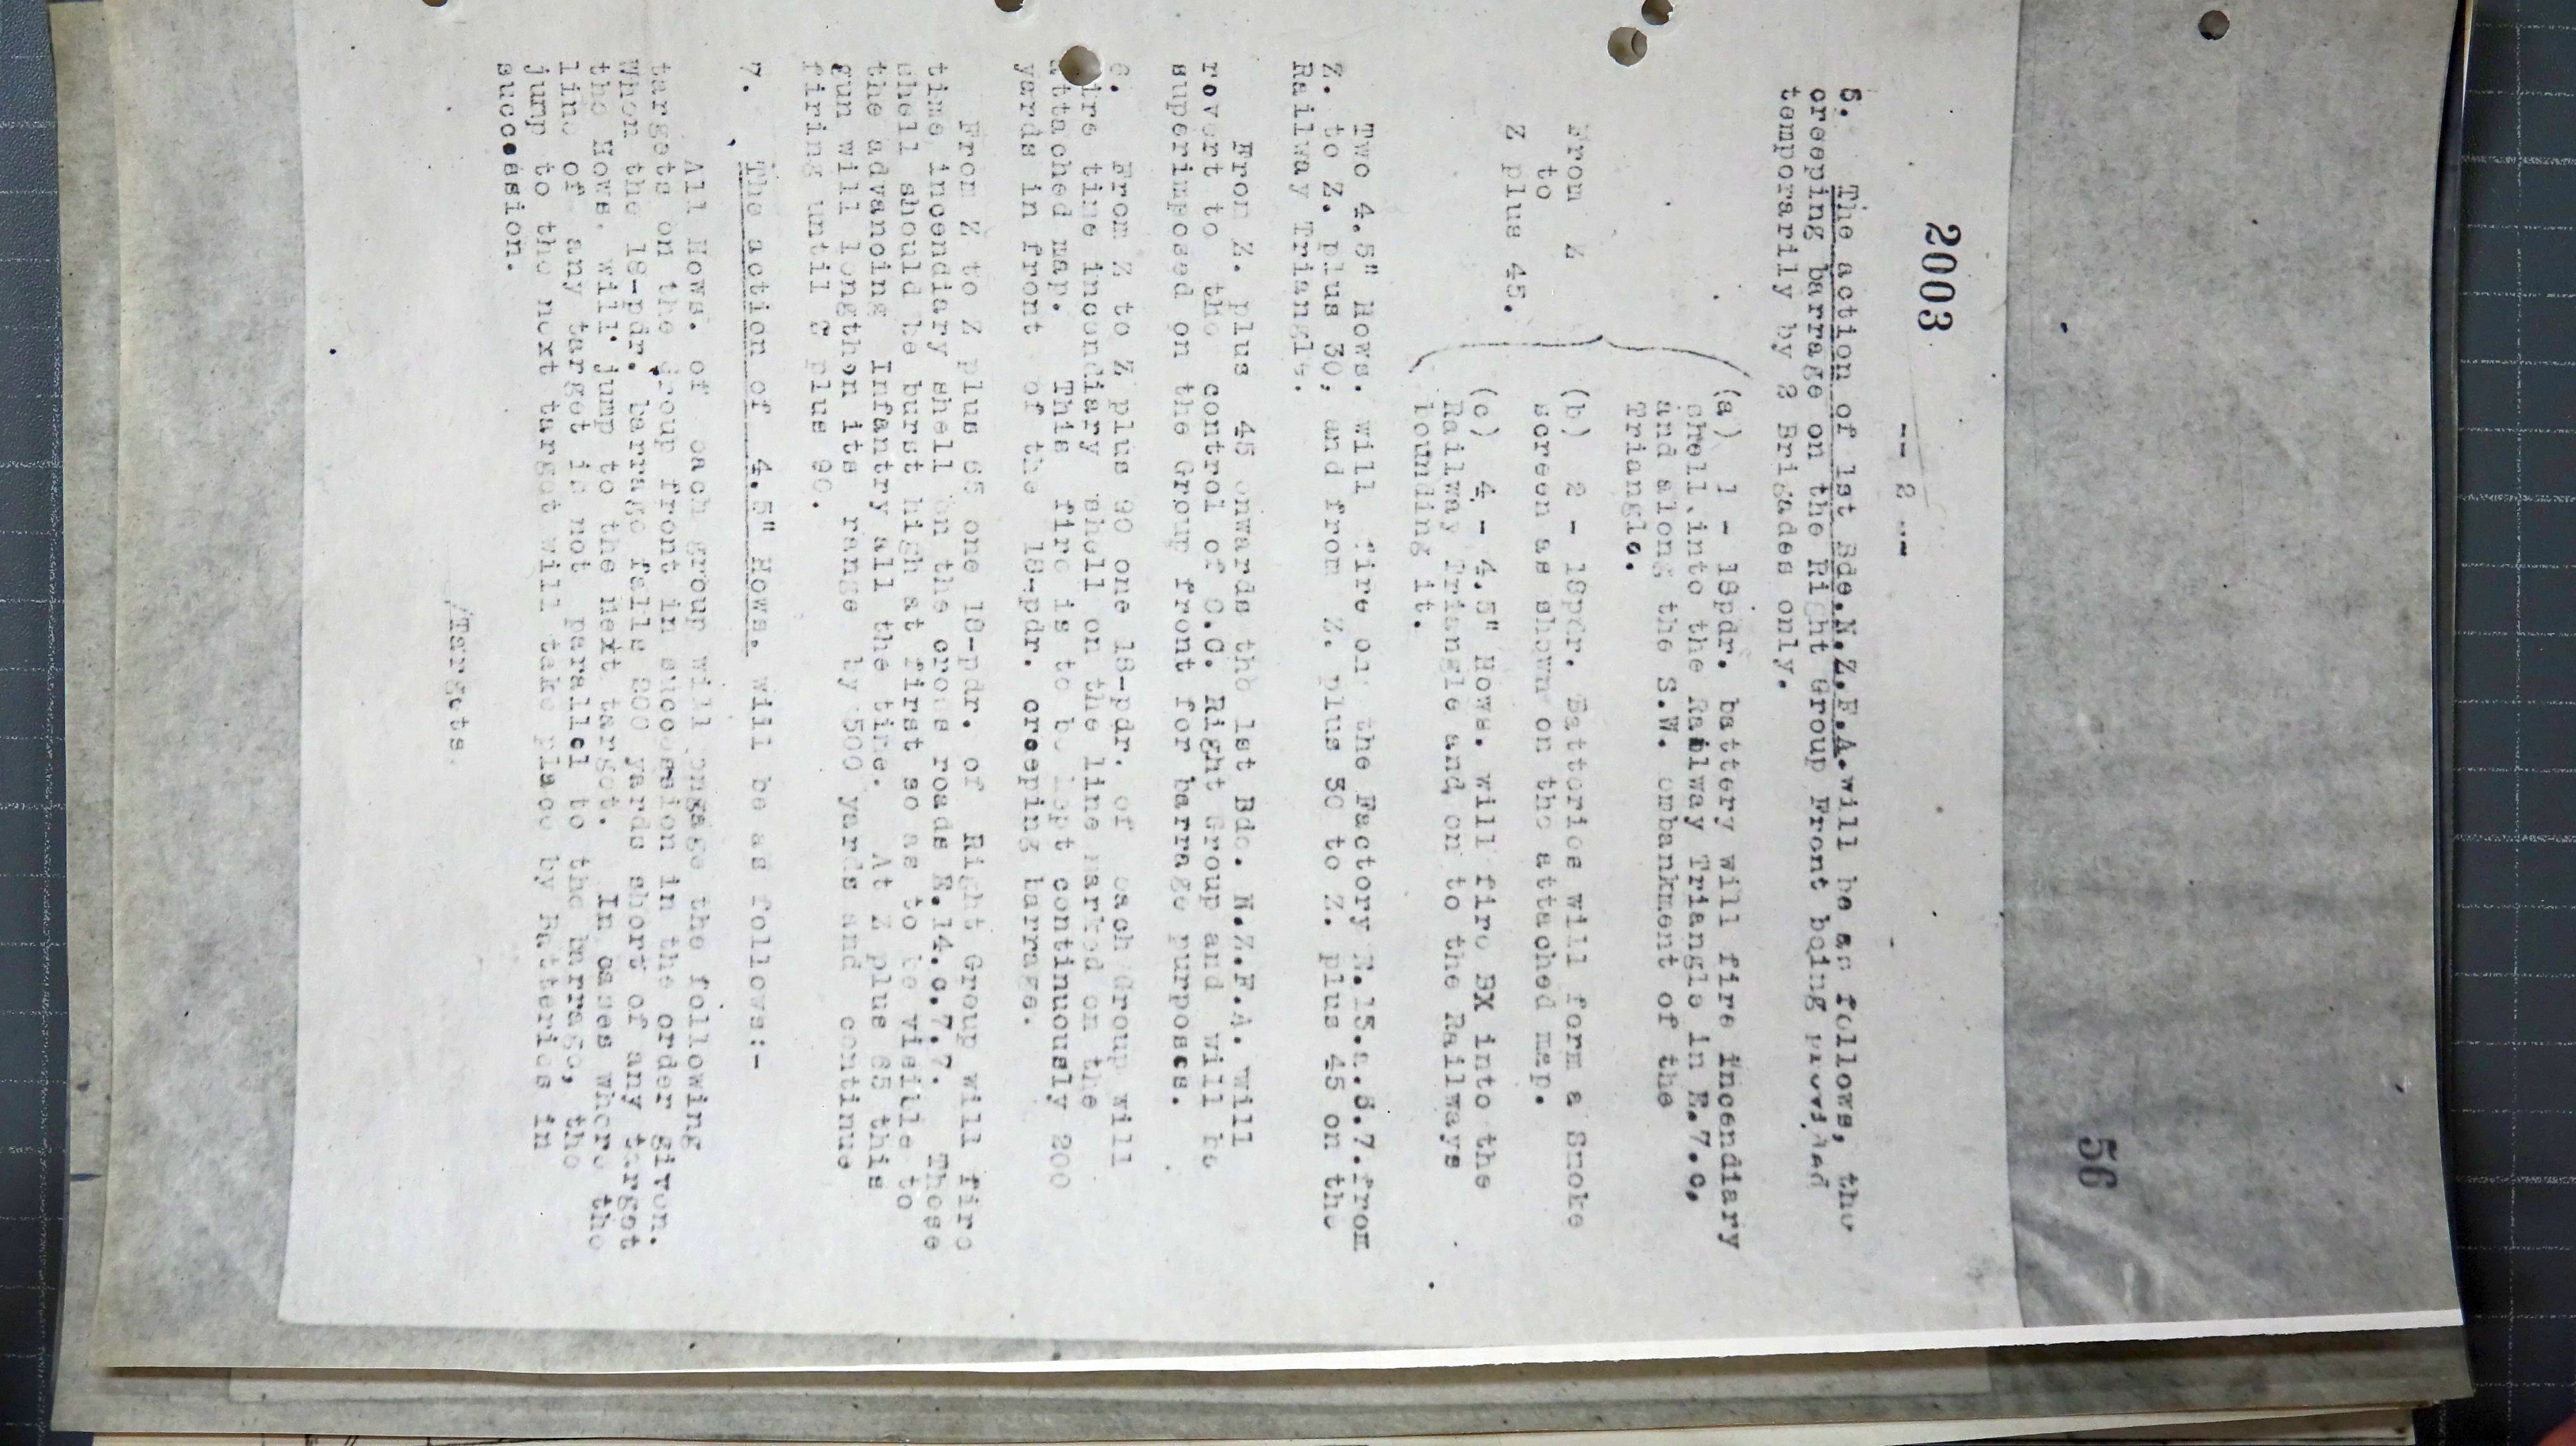 56
2003
-- 2 --
5. The action of 1st Bde.N.Z.F.A.will be as follows, the
creeping barrage on the Right Group Front being provided
temporarily by 3 Brigades only.
(a) 1 - 18pdr. battery will fire incendiary
shell into the Railway Triangle in E.7.c,
and along the S.W. embankment of the
Triangle.
From Z
to
Z plus 45.
(b) 2 - 18pdr. Batteries will form a Smoke
screen as shown on the attached map.
(c) 4 - 4.5" Hows. will fire BX into the
Railway Triangle and on to the Railways
bounding it.
Two 4.5" Hows. will fire on the Factory E.15.a.5.7.from
Z. to Z. plus 30; and from Z. plus 30 to Z. plus 45 on the
Railway Triangle.
From Z. plus 45 onwards the 1st Bde. N.Z.F.A. will
revert to the control of O.C. Right Group and will be
superimposed on the Group front for barrage purposes.
6. From Z to Z plus 90 one 18-pdr. of each Group will
fire time incendiary shell on the line marked on the
attached map. This fire is to be kept continuously 200
yards in front of the 18-pdr. creeping barrage.
From Z to Z plus 65 one 18-pdr. of Right Group will fire
time incendiary shell on the cross roads E.14.c.7.7. These
shell should be burst high at first so as to be visible to
the advancing Infantry all the time. At Z plus 65 this
gun will lengthen its range by 500 yards and continue
firing until Z plus 90.
7. The action of 4.5" Hows. will be as follows:-
All Hows. of each group will engage the following
targets on the group front in succession in the order given.
When the 18-pdr. barrage falls 200 yards short of any target
the Hows. will jump to the next target. In cases where the
line of any target is not parallel to the barrage, the
jump to the next target will take place by Batteries in
succession.
/Targets.